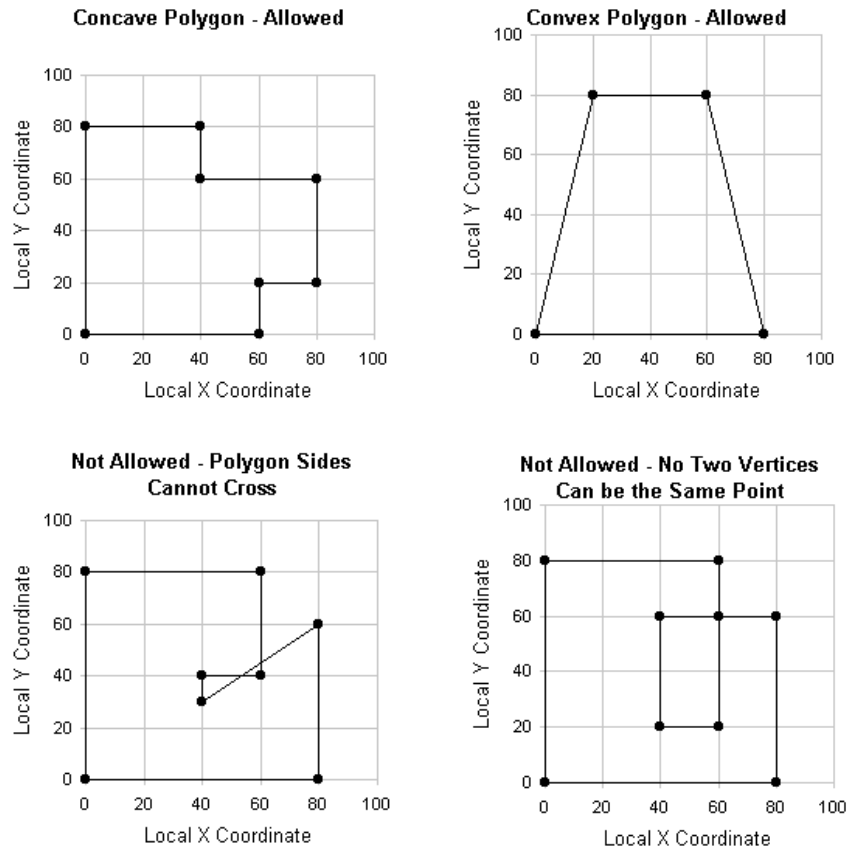 Concave Polygon - Allowed
100
80
60
40
20
0
0 20 40 60 80 100
Local Y Coordinate
Local X Coordinate
Convex Polygon - Allowed
100
80
60
40
20
0
0 20 40 60 80 100
Local Y Coordinate
Local X Coordinate
Not Allowed - Polygon Sides
Cannot Cross
100
80
60
40
20
0
0 20 40 60 80 100
Local Y Coordinate
Local X Coordinate
Not Allowed - No Two Vertices
Can be the Same Point
100
80
60
40
20
0
0 20 40 60 80 100
Local Y Coordinate
Local X Coordinate